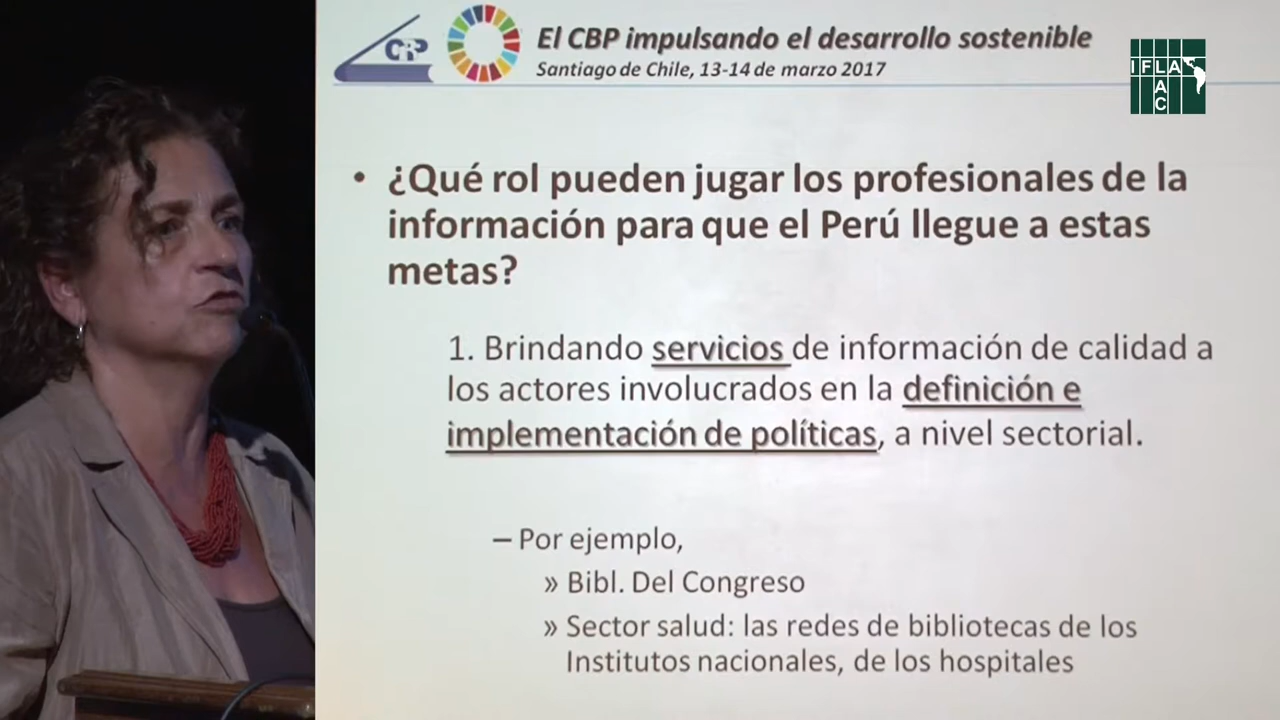 CBP
El CBP impulsando el desarrollo sostenible
Santiago de Chile, 13-14 de marzo 2017
IFLA
LAC
• ¿Qué rol pueden jugar los profesionales de la
información para que el Perú llegue a estas
metas?
1. Brindando servicios de información de calidad a
los actores involucrados en la definición e
implementación de políticas, a nivel sectorial.
– Por ejemplo,
» Bibl. Del Congreso
» Sector salud: las redes de bibliotecas de los
Institutos nacionales, de los hospitales